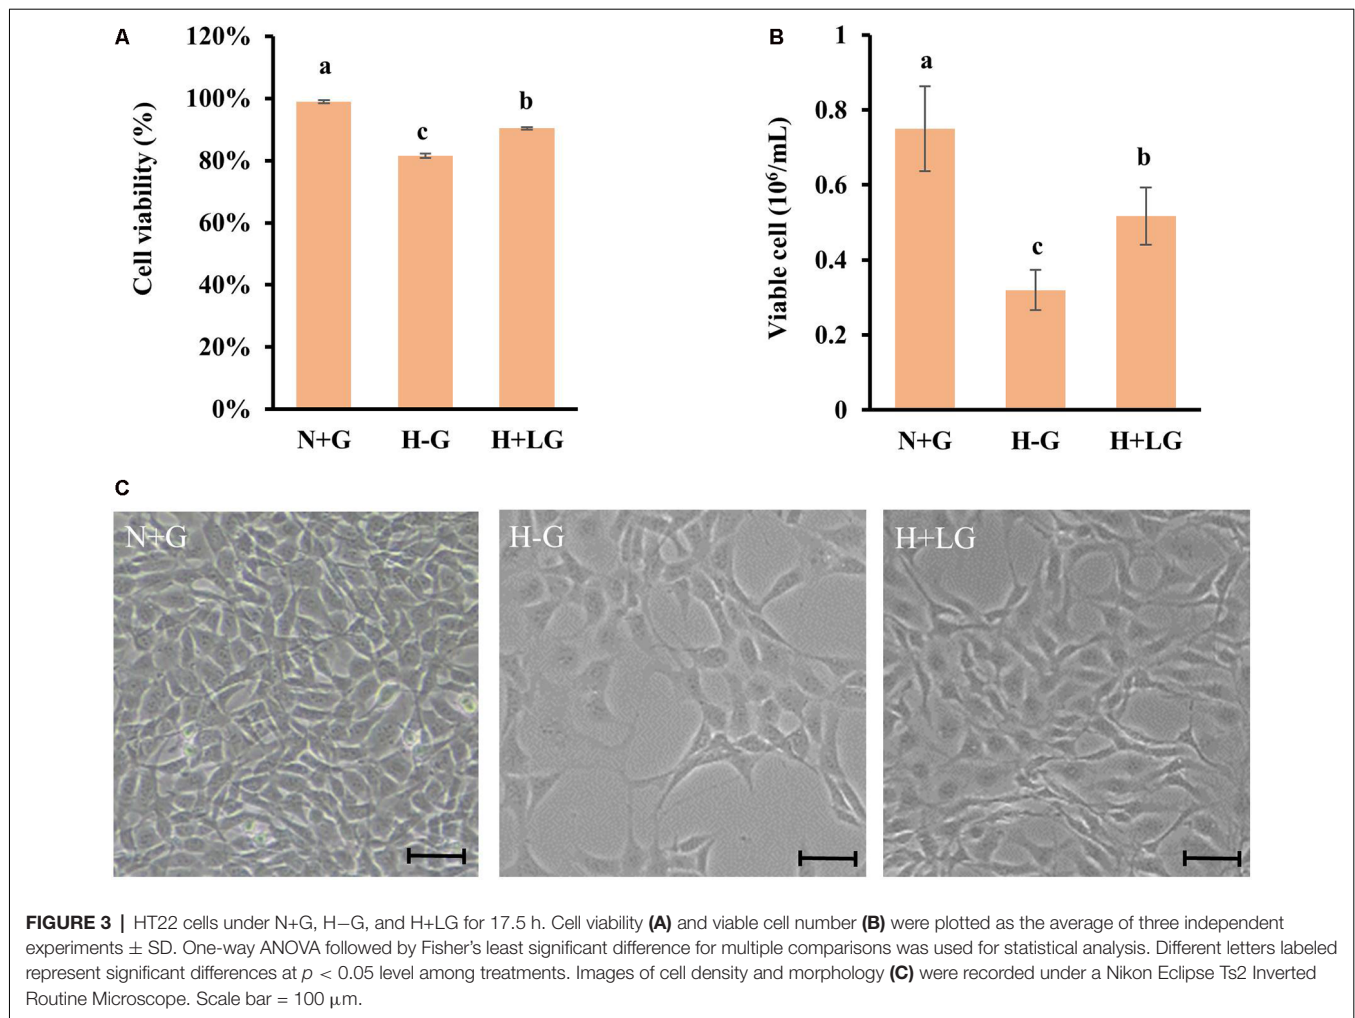 A
120%
100%
80%
60%
40%
20%
0%
Cell viability (%)
a
c
b
N+G H-G H+LG
B
1
0.8
0.6
0.4
0.2
0
Viable cell (10⁶/mL)
a
c
b
N+G H-G H+LG
C
N+G
H-G
H+LG
FIGURE 3 | HT22 cells under N+G, H−G, and H+LG for 17.5 h. Cell viability (A) and viable cell number (B) were plotted as the average of three independent
experiments ± SD. One-way ANOVA followed by Fisher's least significant difference for multiple comparisons was used for statistical analysis. Different letters labeled
represent significant differences at p < 0.05 level among treatments. Images of cell density and morphology (C) were recorded under a Nikon Eclipse Ts2 Inverted
Routine Microscope. Scale bar = 100 μm.